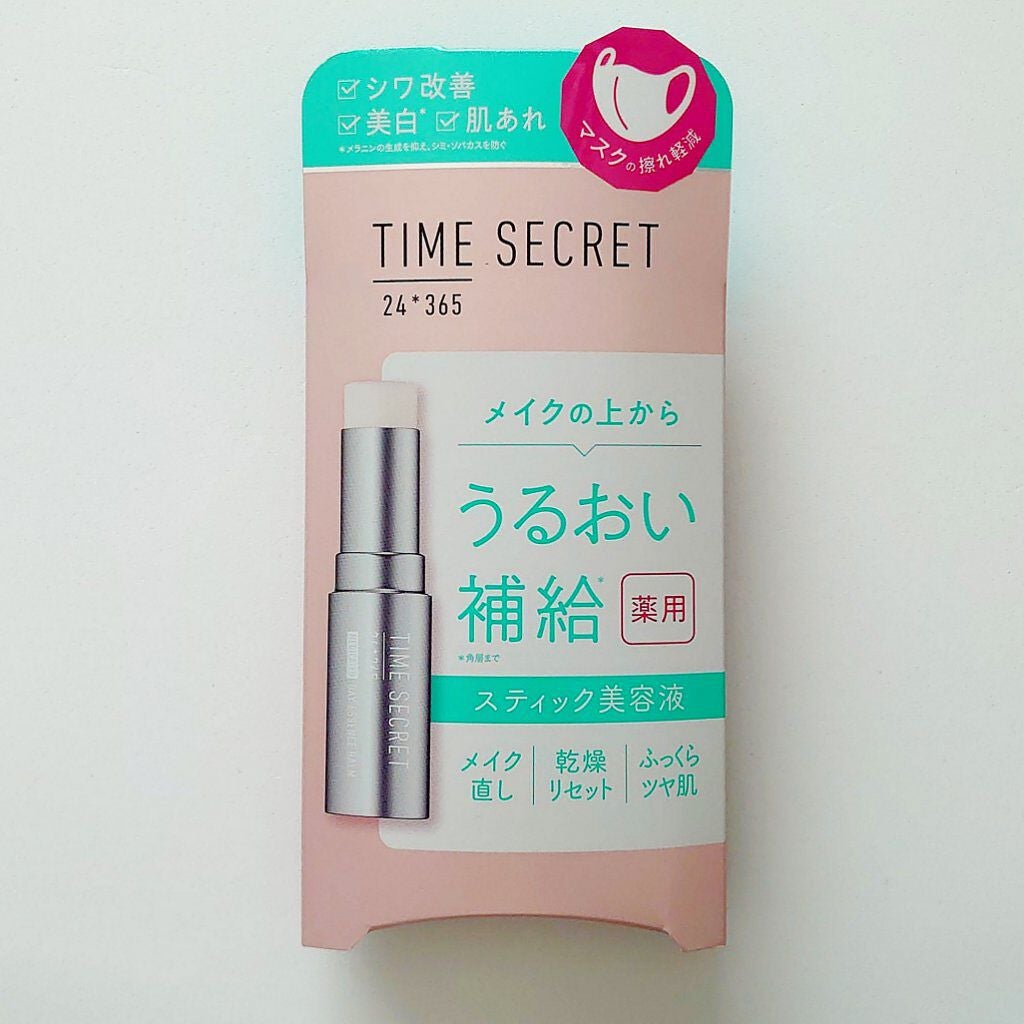 シワ改善
美白* 肌あれ
*メラニンの生成を抑え、シミ・ソバカスを防ぐ
マスクの擦れ軽減
TIME SECRET
24*365
メイクの上から
うるおい
補給*
薬用
*角層まで
スティック美容液
メイク直し
乾燥リセット
ふっくらツヤ肌
TIME SECRET